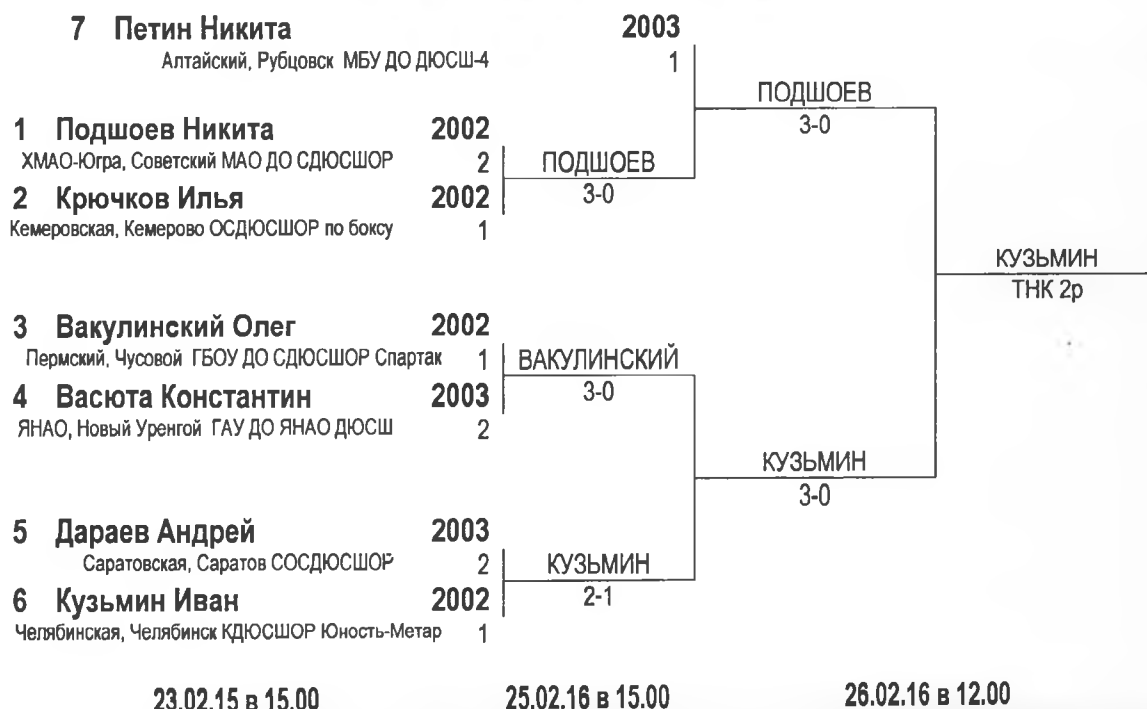 7 Петин Никита 2003
Алтайский, Рубцовск МБУ ДО ДЮСШ-4 1
ПОДШОЕВ
3-0
1 Подшоев Никита 2002
ХМАО-Югра, Советский МАО ДО СДЮСШОР 2
ПОДШОЕВ
3-0
2 Крючков Илья 2002
Кемеровская, Кемерово ОСДЮСШОР по боксу 1
КУЗЬМИН
ТНК 2р
3 Вакулинский Олег 2002
Пермский, Чусовой ГБОУ ДО СДЮСШОР Спартак 1
ВАКУЛИНСКИЙ
3-0
4 Васюта Константин 2003
ЯНАО, Новый Уренгой ГАУ ДО ЯНАО ДЮСШ 2
КУЗЬМИН
3-0
5 Дараев Андрей 2003
Саратовская, Саратов СОСДЮСШОР 2
КУЗЬМИН
2-1
6 Кузьмин Иван 2002
Челябинская, Челябинск КДЮСШОР Юность-Метар 1
23.02.15 в 15.00 25.02.16 в 15.00 26.02.16 в 12.00